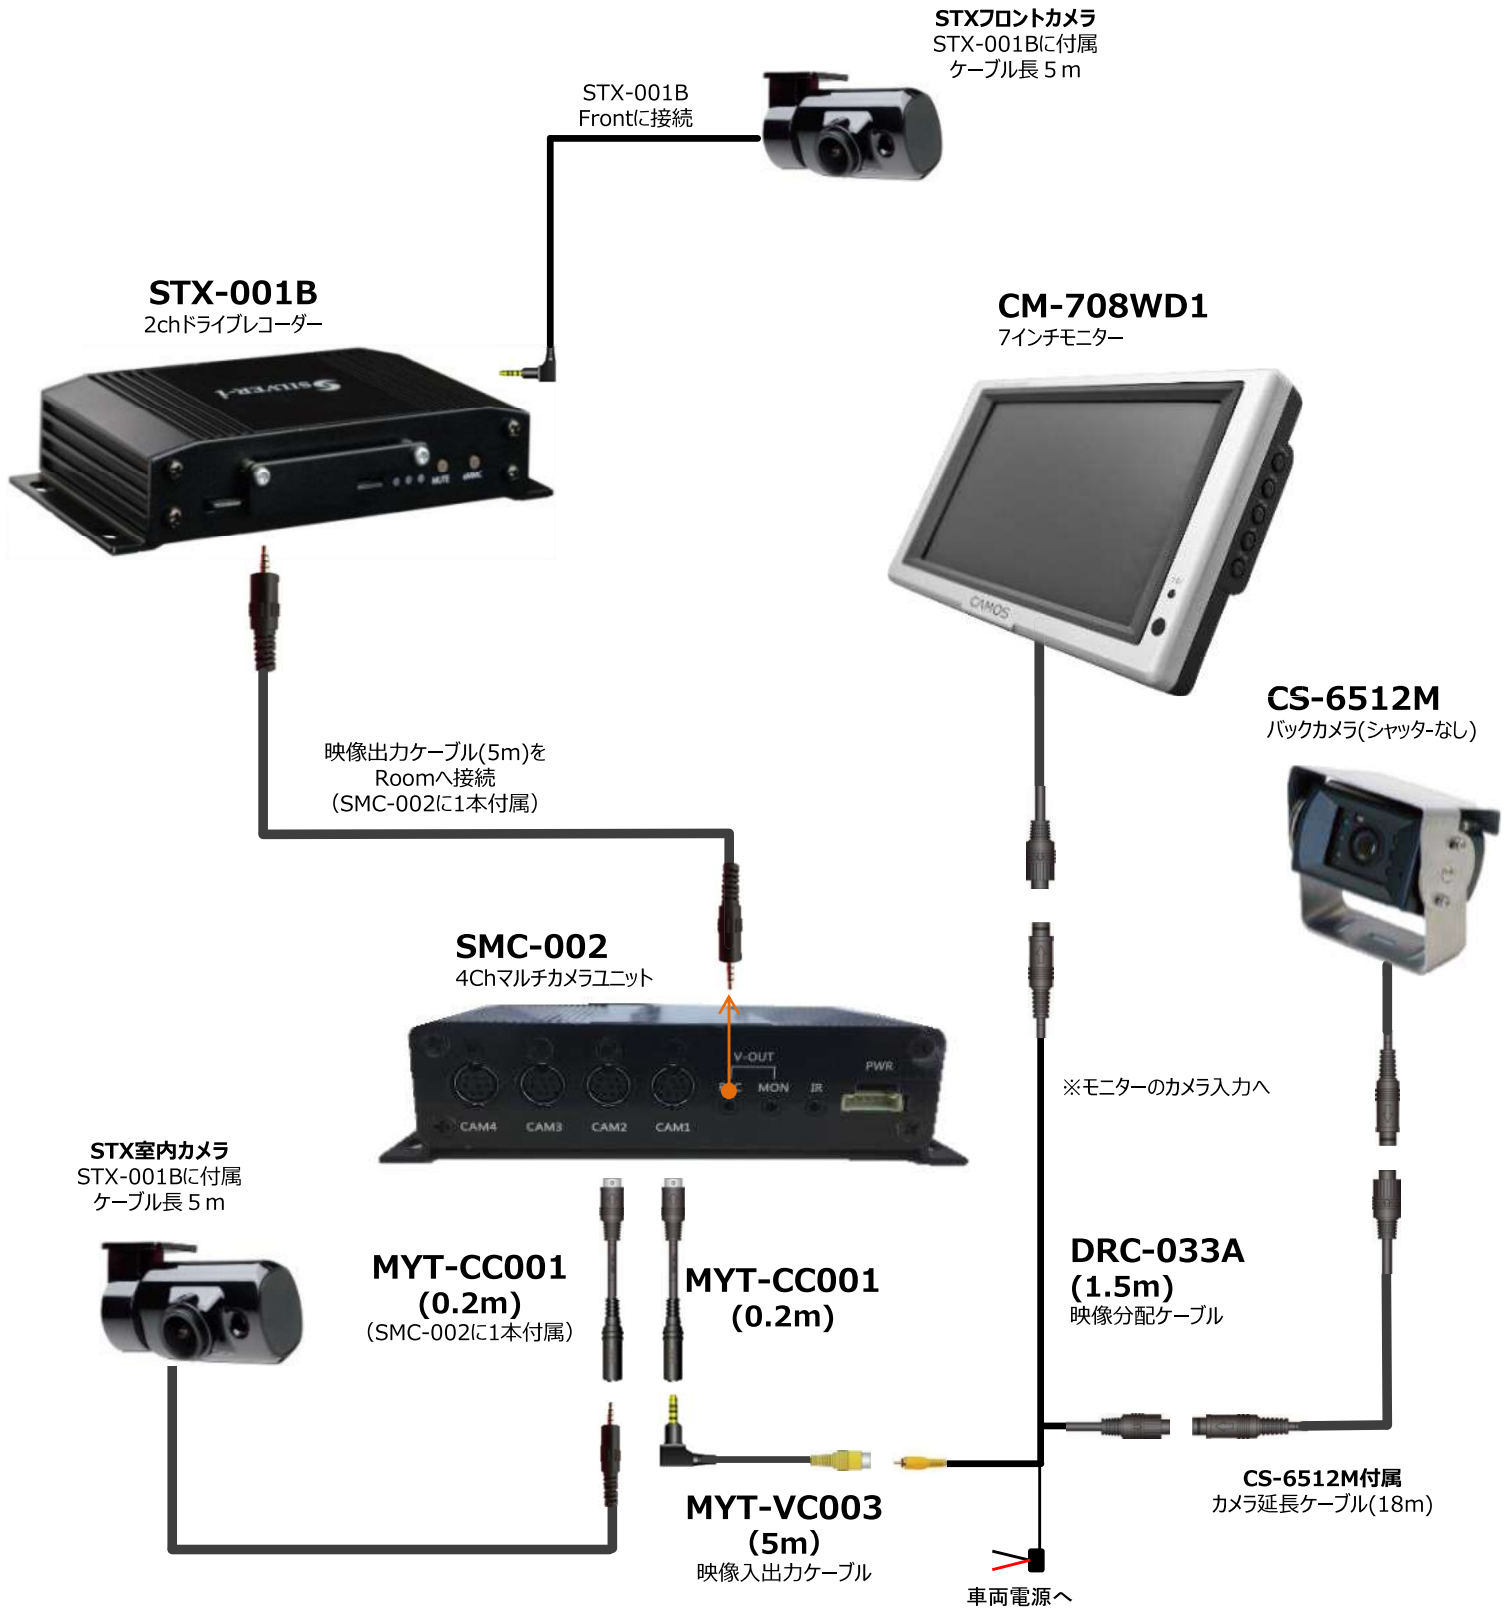 STXフロントカメラ
STX-001Bに付属
ケーブル長５ｍ
STX-001B
Frontに接続
STX-001B
2chドライブレコーダー
SILVER-i
MUTE
eMMC
CM-708WD1
7インチモニター
CAMOS
CS-6512M
バックカメラ(シャッターなし)
映像出力ケーブル(5m)を
Roomへ接続
（SMC-002に1本付属）
SMC-002
4Chマルチカメラユニット
V-OUT
PWR
MON
IR
CAM4
CAM3
CAM2
CAM1
※モニターのカメラ入力へ
STX室内カメラ
STX-001Bに付属
ケーブル長５ｍ
MYT-CC001
(0.2m)
（SMC-002に1本付属）
MYT-CC001
(0.2m)
DRC-033A
(1.5m)
映像分配ケーブル
CS-6512M付属
カメラ延長ケーブル(18m)
MYT-VC003
（5m）
映像入出力ケーブル
車両電源へ